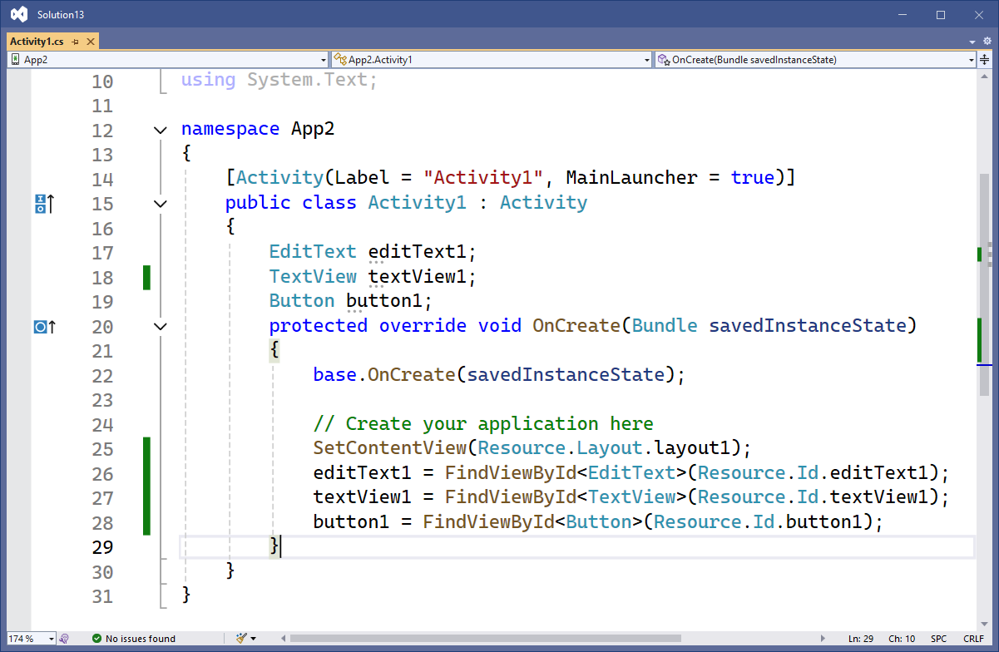 Solution13
Activity1.cs
App2
App2.Activity1
OnCreate(Bundle savedInstanceState)
10 using System.Text;
11
12 namespace App2
13 {
14 [Activity(Label = "Activity1", MainLauncher = true)]
15 public class Activity1 : Activity
16 {
17 EditText editText1;
18 TextView textView1;
19 Button button1;
20 protected override void OnCreate(Bundle savedInstanceState)
21 {
22 base.OnCreate(savedInstanceState);
23
24 // Create your application here
25 SetContentView(Resource.Layout.layout1);
26 editText1 = FindViewById<EditText>(Resource.Id.editText1);
27 textView1 = FindViewById<TextView>(Resource.Id.textView1);
28 button1 = FindViewById<Button>(Resource.Id.button1);
29 }
30 }
31 }
174 %
No issues found
Ln: 29
Ch: 10
SPC
CRLF